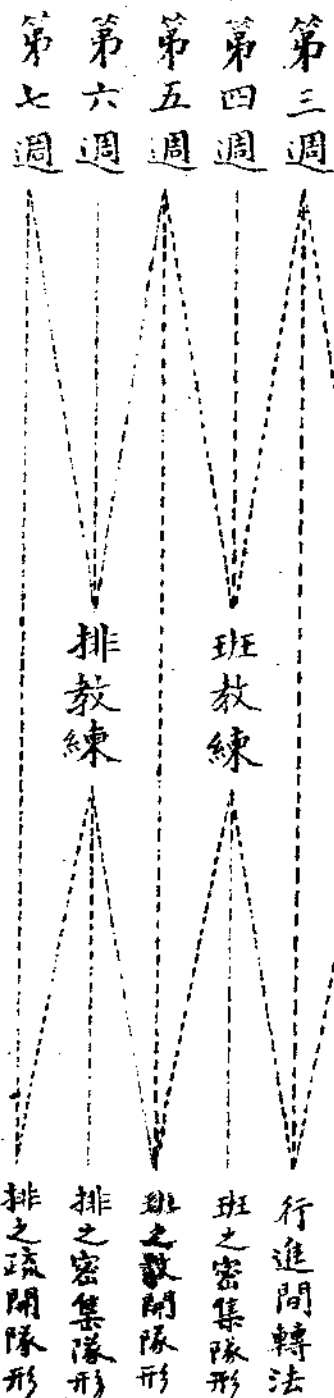 第三週
第四週
第五週
第六週
第七週
班教練
排教練
行進間轉法
班之密集隊形
班之散開隊形
排之密集隊形
排之疏開隊形